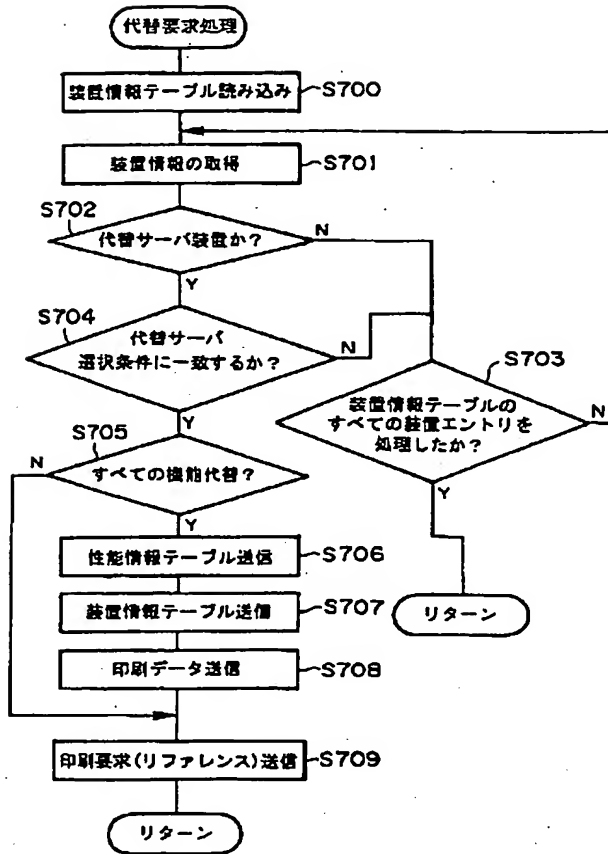 代替要求処理
装置情報テーブル読み込み
S700
装置情報の取得
S701
S702
代替サーバ装置か?
N
Y
S704
代替サーバ
選択条件に一致するか?
N
Y
S703
装置情報テーブルの
すべての装置エントリを
処理したか?
N
Y
リターン
S705
N
すべての機能代替?
Y
性能情報テーブル送信
S706
装置情報テーブル送信
S707
印刷データ送信
S708
印刷要求(リファレンス)送信
S709
リターン